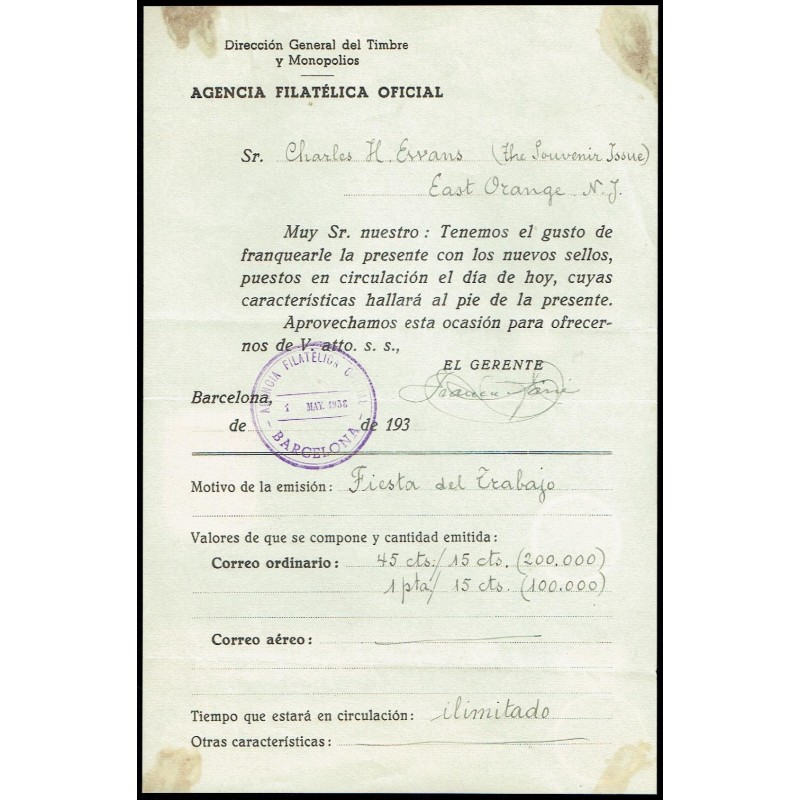 Dirección General del Timbre
y Monopolios
AGENCIA FILATÉLICA OFICIAL
Sr. Charles H. Evvans (the Souvenir Issue)
East Orange N.J.
Muy Sr. nuestro: Tenemos el gusto de
franquearle la presente con los nuevos sellos,
puestos en circulación el día de hoy, cuyas
características hallará al pie de la presente.
Aprovechamos esta ocasión para ofrecer-
nos de V. atto. s. s.,
EL GERENTE
AGENCIA FILATELICA OFICIAL
Barcelona,
1 MAY. 1938
de de 193
BARCELONA
Motivo de la emisión: Fiesta del Trabajo
Valores de que se compone y cantidad emitida:
Correo ordinario: 45 cts./ 15 cts. (200.000)
1 pta/ 15 cts. (100.000)
Correo aéreo:
Tiempo que estará en circulación: ilimitado
Otras características: